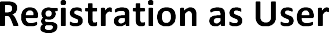 Registration as User